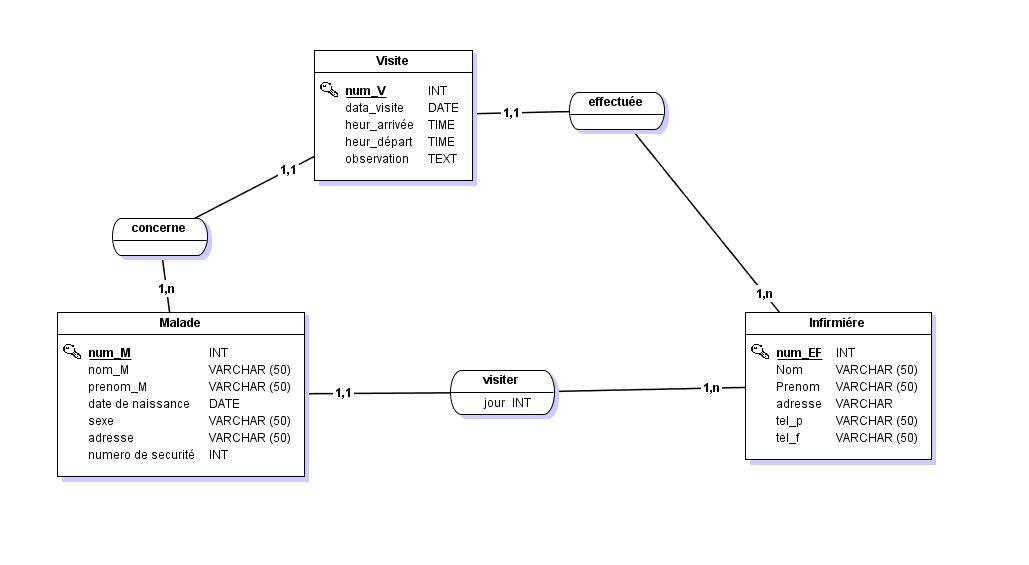 Visite
num_V INT
data_visite DATE
heur_arrivée TIME
heur_départ TIME
observation TEXT
1,1
effectuée
1,1
concerne
1,n
1,n
Malade
num_M INT
nom_M VARCHAR (50)
prenom_M VARCHAR (50)
date de naissance DATE
sexe VARCHAR (50)
adresse VARCHAR (50)
numero de securité INT
1,1
visiter
jour INT
1,n
Infirmiére
num_EF INT
Nom VARCHAR (50)
Prenom VARCHAR (50)
adresse VARCHAR
tel_p VARCHAR (50)
tel_f VARCHAR (50)